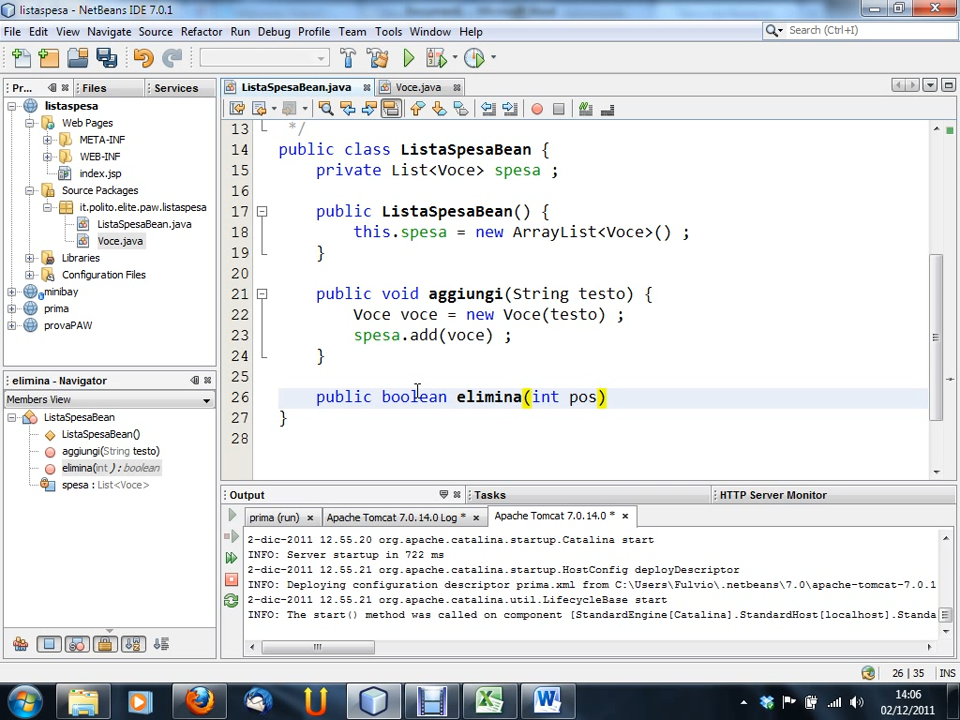 listaspesa - NetBeans IDE 7.0.1
File Edit View Navigate Source Refactor Run Debug Profile Team Tools Window Help
Search (Ctrl+I)
Pr... Files Services
ListaSpesaBean.java Voce.java
listaspesa
Web Pages
META-INF
WEB-INF
index.jsp
Source Packages
it.polito.elite.paw.listaspesa
ListaSpesaBean.java
Voce.java
Libraries
Configuration Files
minibay
prima
provaPAW
13 */
14 public class ListaSpesaBean {
15 private List<Voce> spesa ;
16
17 public ListaSpesaBean() {
18 this.spesa = new ArrayList<Voce>() ;
19 }
20
21 public void aggiungi(String testo) {
22 Voce voce = new Voce(testo) ;
23 spesa.add(voce) ;
24 }
25
26 public boolean elimina(int pos)
27 }
28
elimina - Navigator
Members View
ListaSpesaBean
ListaSpesaBean()
aggiungi(String testo)
elimina(int ) : boolean
spesa : List<Voce>
Output Tasks HTTP Server Monitor
prima (run) Apache Tomcat 7.0.14.0 Log * Apache Tomcat 7.0.14.0 *
2-dic-2011 12.55.20 org.apache.catalina.startup.Catalina start
INFO: Server startup in 722 ms
2-dic-2011 12.55.21 org.apache.catalina.startup.HostConfig deployDescriptor
INFO: Deploying configuration descriptor prima.xml from C:\Users\Fulvio\.netbeans\7.0\apache-tomcat-7.0.1
2-dic-2011 12.55.21 org.apache.catalina.util.LifecycleBase start
INFO: The start() method was called on component [StandardEngine[Catalina].StandardHost[localhost].Standa
26 | 35 INS
14:06
02/12/2011